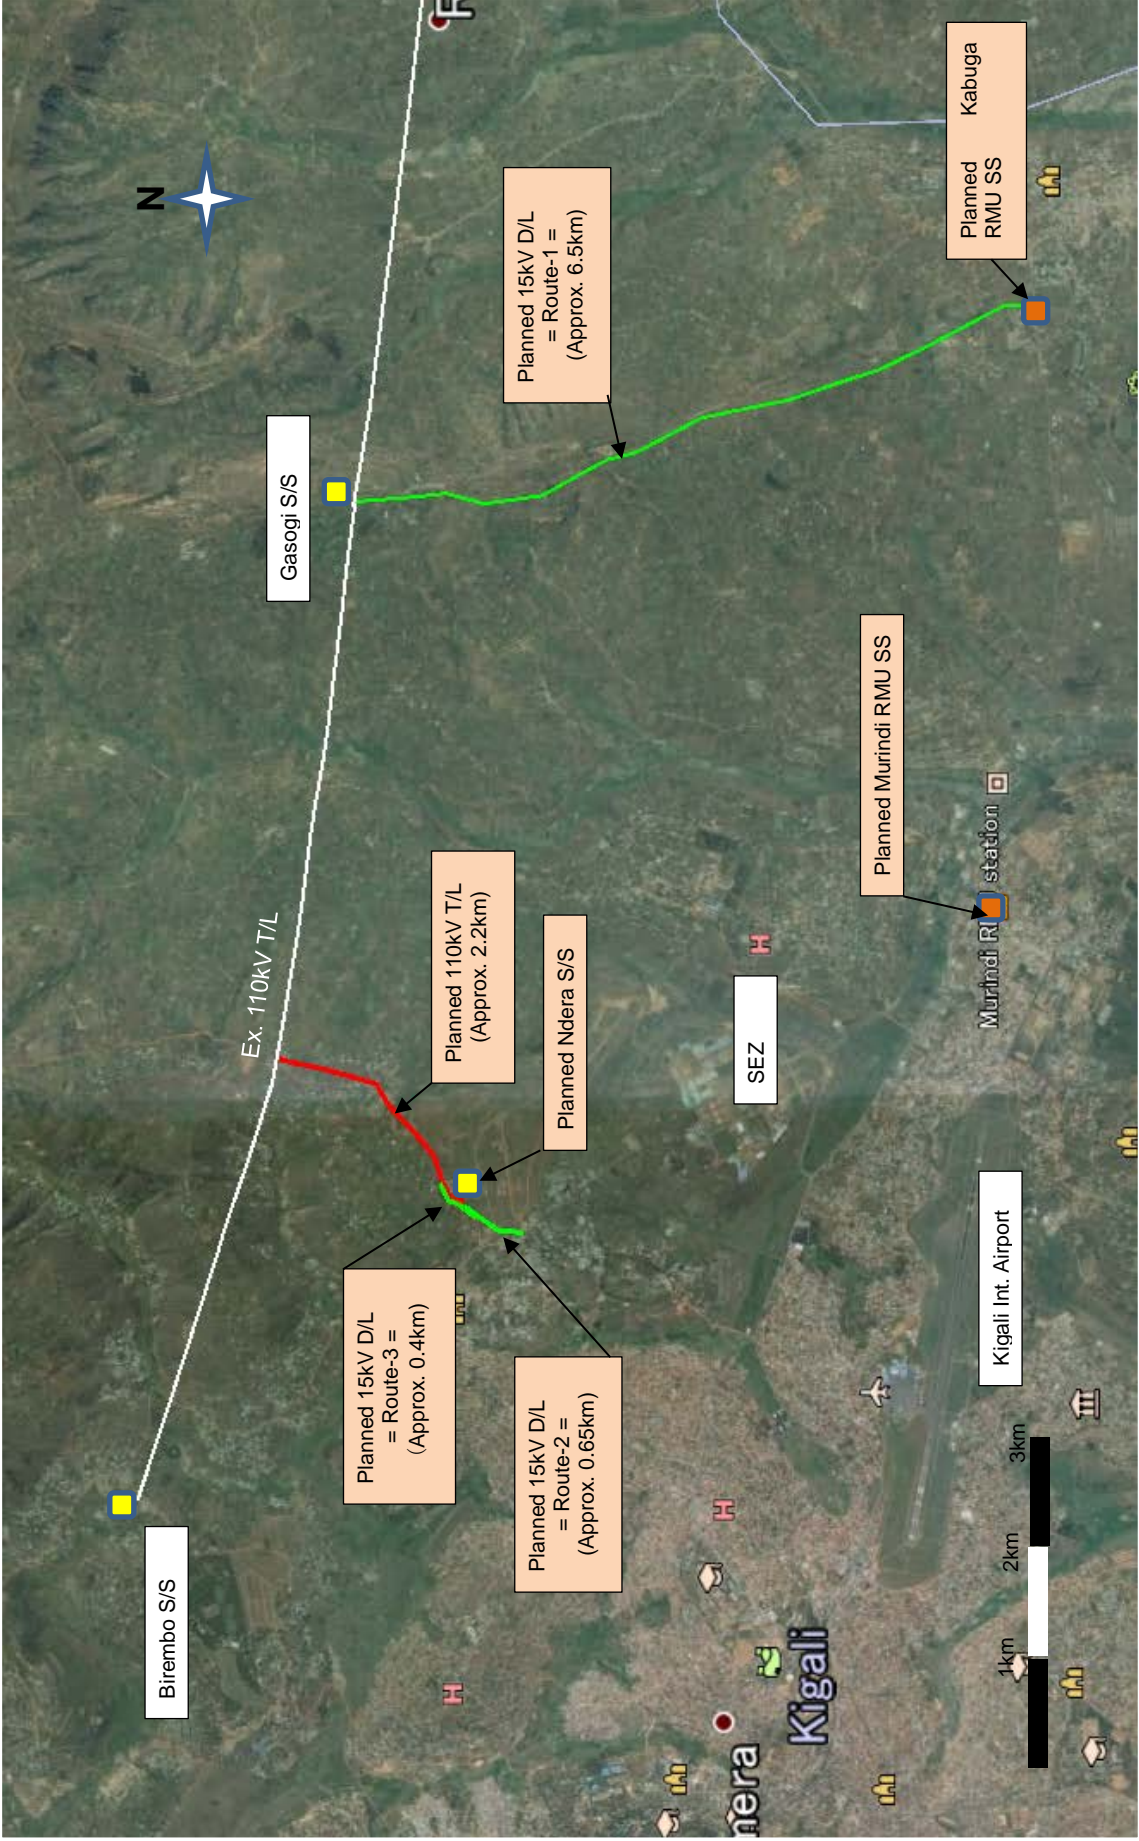 N
Birembo S/S
Ex. 110kV T/L
Gasogi S/S
Planned 15kV D/L
= Route-3 =
(Approx. 0.4km)
Planned 110kV T/L
(Approx. 2.2km)
Planned 15kV D/L
= Route-1 =
(Approx. 6.5km)
Planned Ndera S/S
Planned 15kV D/L
= Route-2 =
(Approx. 0.65km)
mera
SEZ
Kigali
Planned Murindi RMU SS
Planned Kabuga
RMU SS
Murindi R
station
Kigali Int. Airport
1km
2km
3km
H
H
H